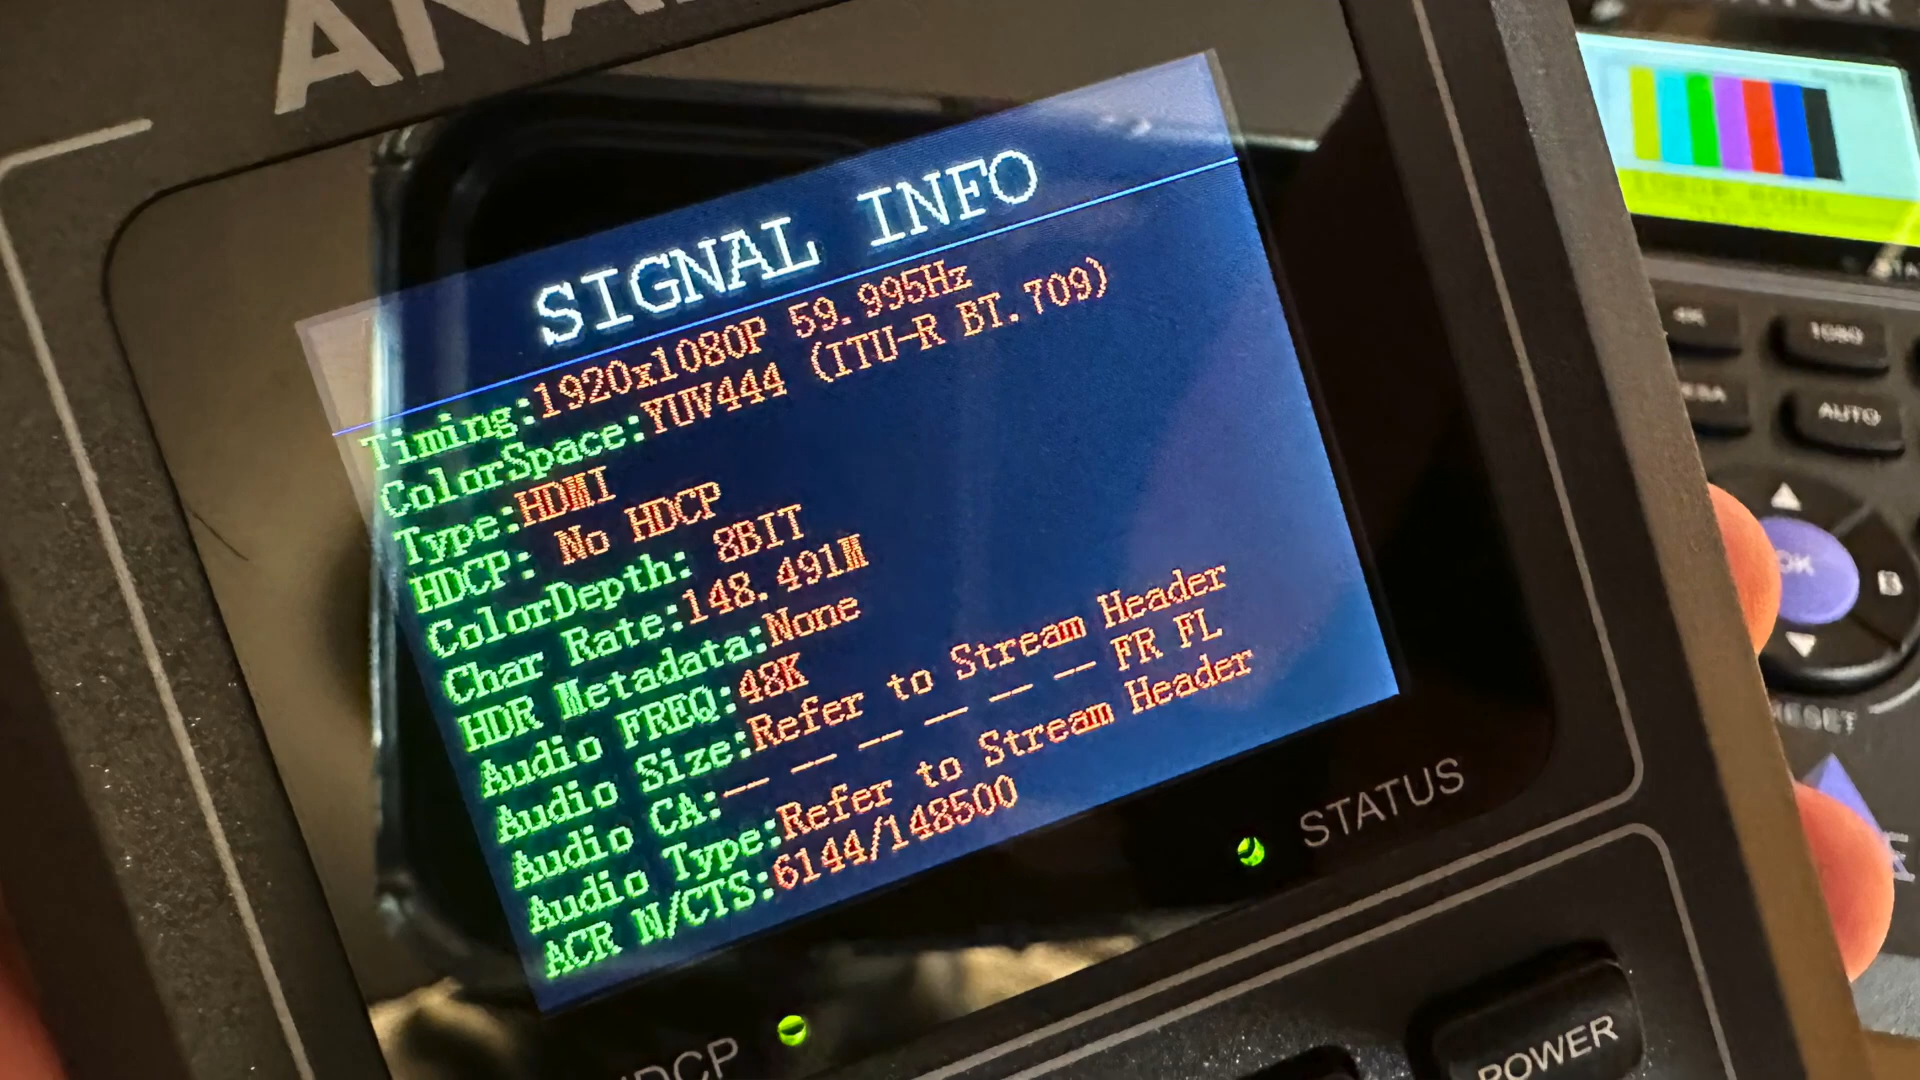 SIGNAL INFO
Timing:1920x1080P 59.995Hz
ColorSpace:YUV444 (ITU-R BT.709)
Type:HDMI
HDCP: No HDCP
ColorDepth: 8BIT
Char Rate:148.491M
HDR Metadata:None
Audio FREQ:48K
Audio Size:Refer to Stream Header
Audio CA:-- -- -- -- -- -- FR FL
Audio Type:Refer to Stream Header
ACR N/CTS:6144/148500
STATUS
HDCP
POWER
4K
1080
AUTO
OK
B
RESET